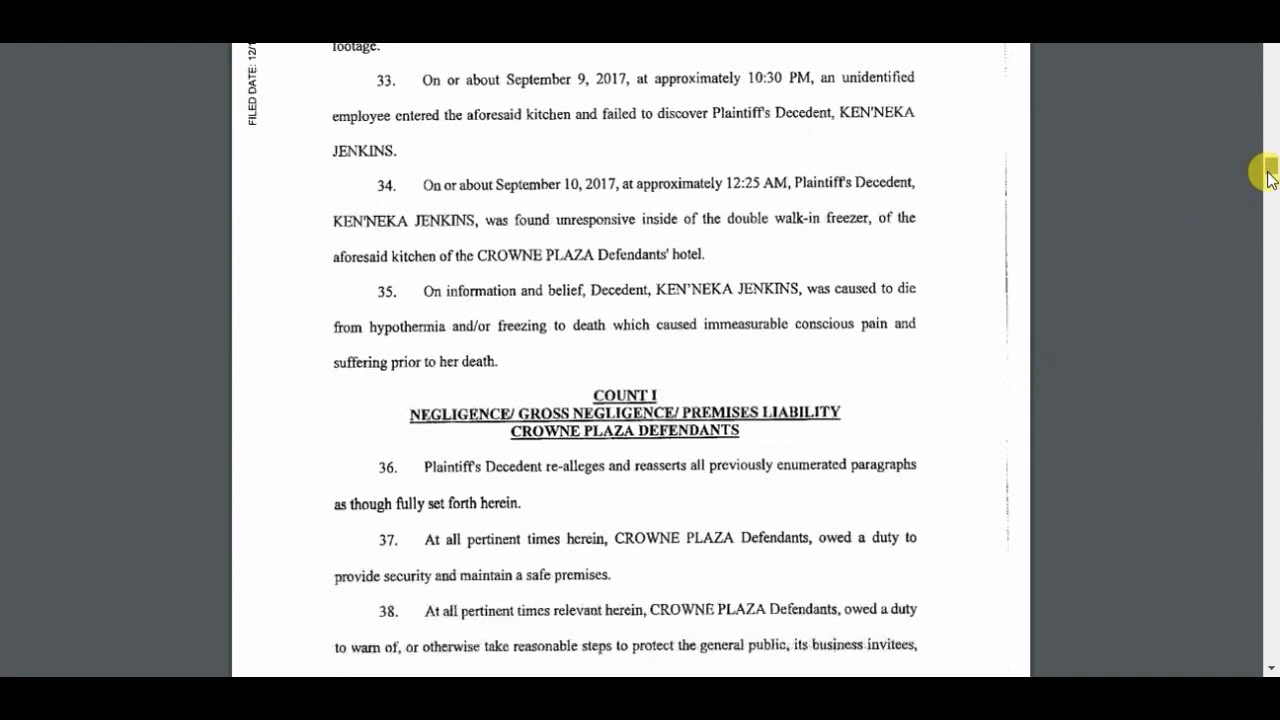 footage.
FILED DATE: 12/1
33. On or about September 9, 2017, at approximately 10:30 PM, an unidentified
employee entered the aforesaid kitchen and failed to discover Plaintiff's Decedent, KEN'NEKA
JENKINS.
34. On or about September 10, 2017, at approximately 12:25 AM, Plaintiff's Decedent,
KEN'NEKA JENKINS, was found unresponsive inside of the double walk-in freezer, of the
aforesaid kitchen of the CROWNE PLAZA Defendants' hotel.
35. On information and belief, Decedent, KEN'NEKA JENKINS, was caused to die
from hypothermia and/or freezing to death which caused immeasurable conscious pain and
suffering prior to her death.
COUNT I
NEGLIGENCE/ GROSS NEGLIGENCE/ PREMISES LIABILITY
CROWNE PLAZA DEFENDANTS
36. Plaintiff's Decedent re-alleges and reasserts all previously enumerated paragraphs
as though fully set forth herein.
37. At all pertinent times herein, CROWNE PLAZA Defendants, owed a duty to
provide security and maintain a safe premises.
38. At all pertinent times relevant herein, CROWNE PLAZA Defendants, owed a duty
to warn of, or otherwise take reasonable steps to protect the general public, its business invitees,